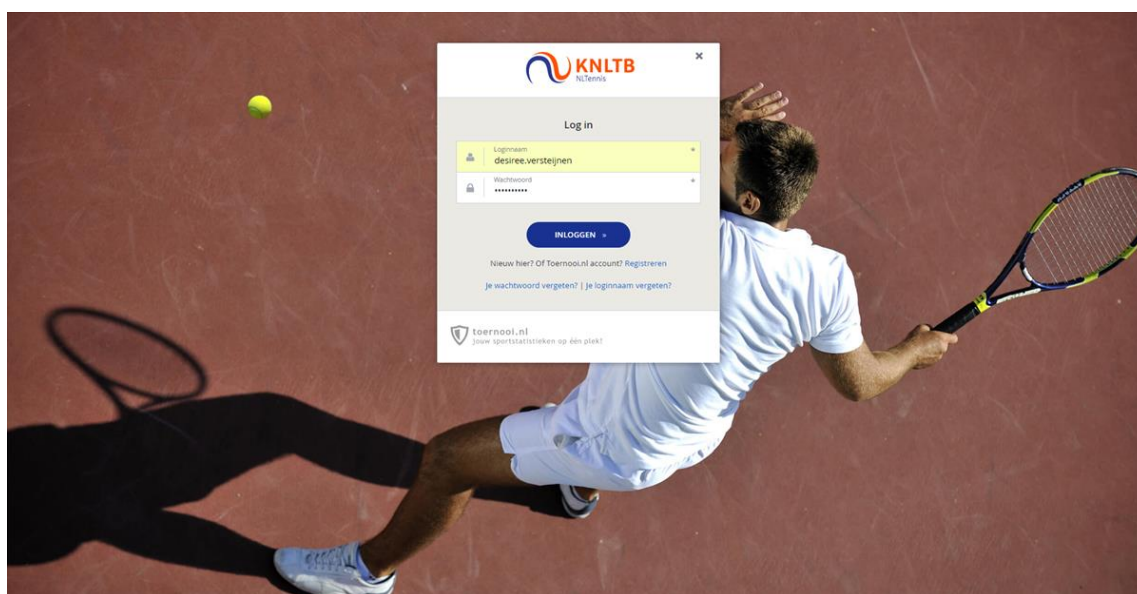 KNLTB
NLTennis
Log in
Loginnaam
desiree.versteijnen
Wachtwoord
••••••••••
INLOGGEN »
Nieuw hier? Of Toernooi.nl account? Registreren
Je wachtwoord vergeten? | Je loginnaam vergeten?
toernooi.nl
Jouw sportstatistieken op één plek!